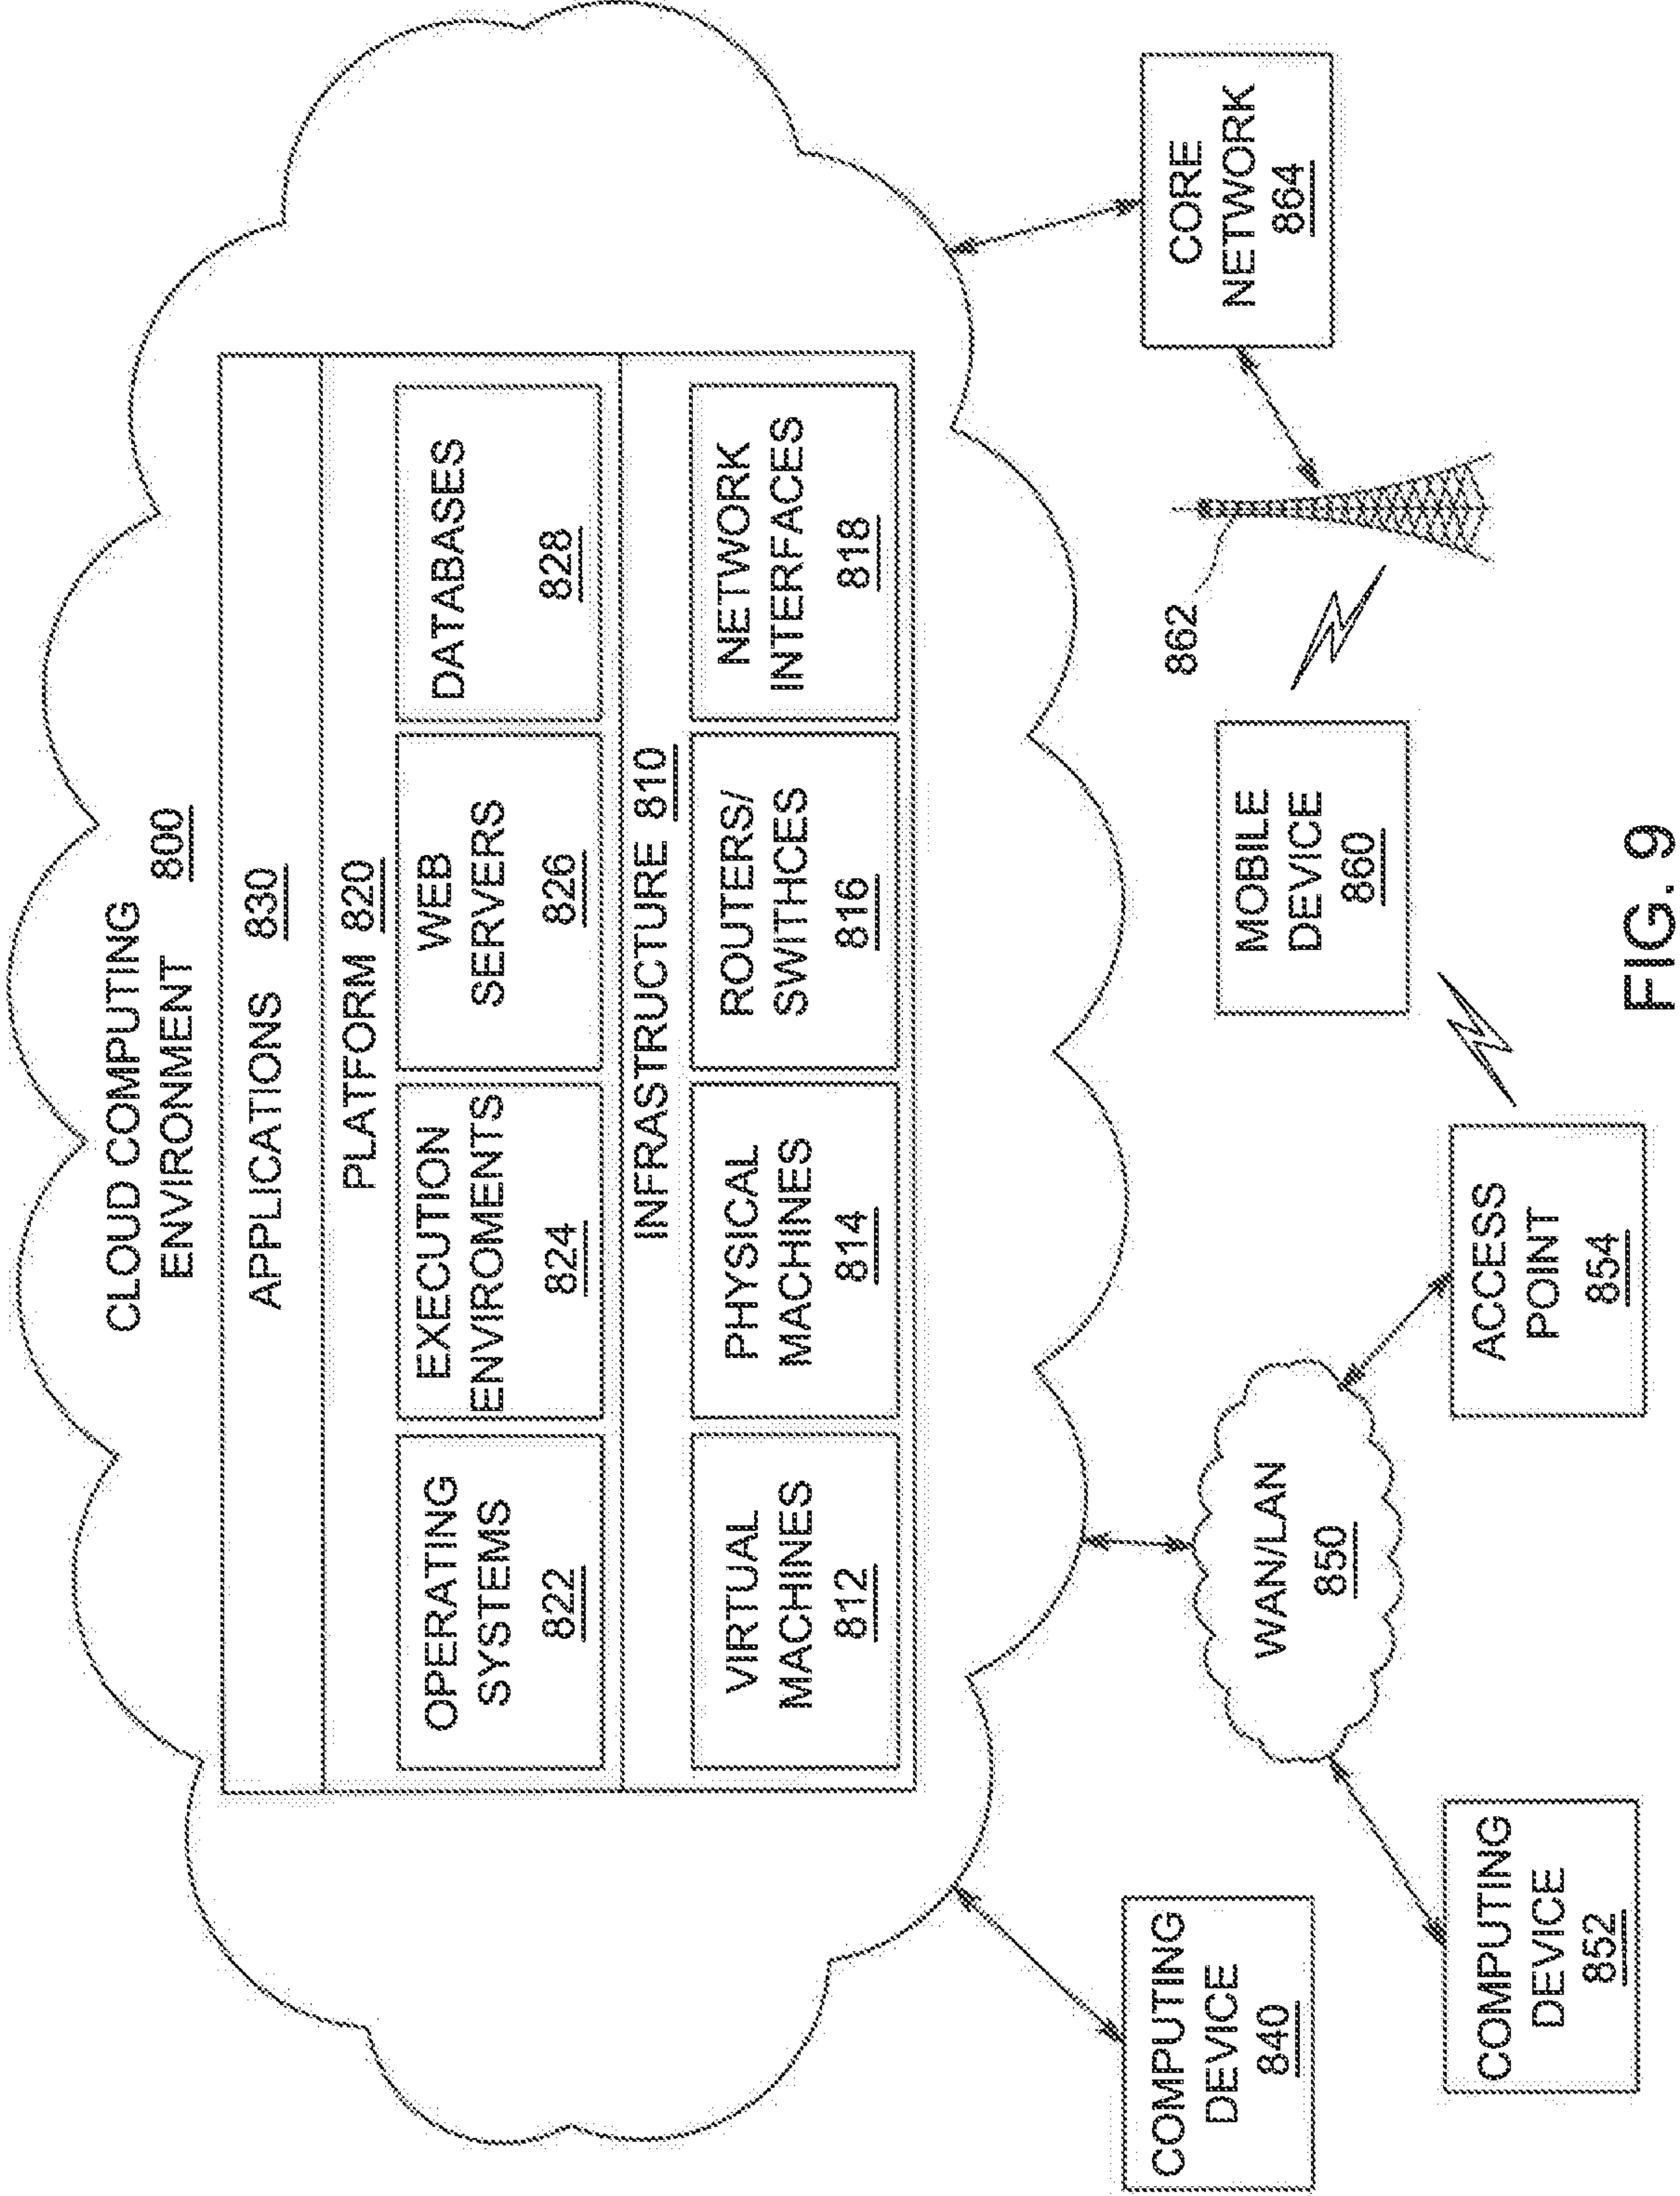 CLOUD COMPUTING
ENVIRONMENT 800
APPLICATIONS 830
PLATFORM 820
OPERATING
SYSTEMS
822
EXECUTION
ENVIROMENTS
824
WEB
SERVERS
826
DATABASES
828
INFRASTRUCTURE 810
VIRTUAL
MACHINES
812
PHYSICAL
MACHINES
814
ROUTERS/
SWITHCES
816
NETWORK
INTERFACES
818
COMPUTING
DEVICE
840
WAN/LAN
850
COMPUTING
DEVICE
852
ACCESS
POINT
854
MOBILE
DEVICE
860
862
CORE
NETWORK
864
FIG. 9